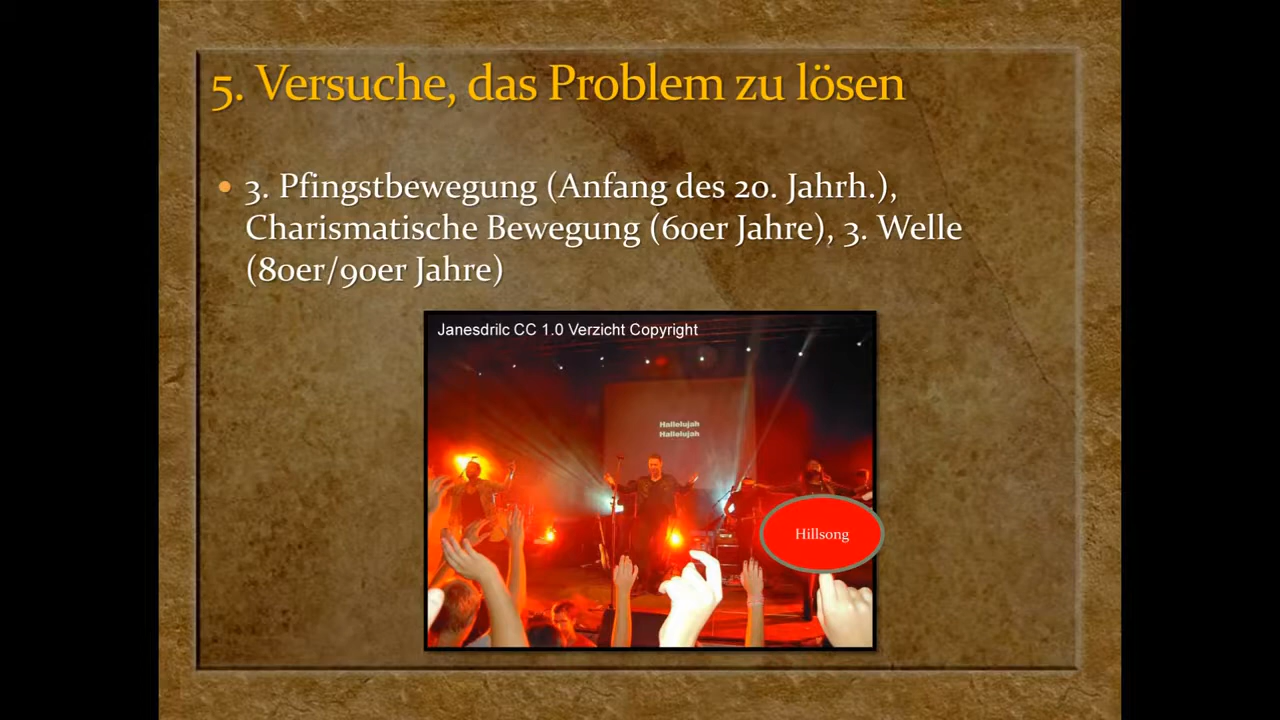 5. Versuche, das Problem zu lösen
• 3. Pfingstbewegung (Anfang des 20. Jahrh.),
Charismatische Bewegung (60er Jahre), 3. Welle
(80er/90er Jahre)
Janesdrilc CC 1.0 Verzicht Copyright
Hallelujah
Hallelujah
Hillsong